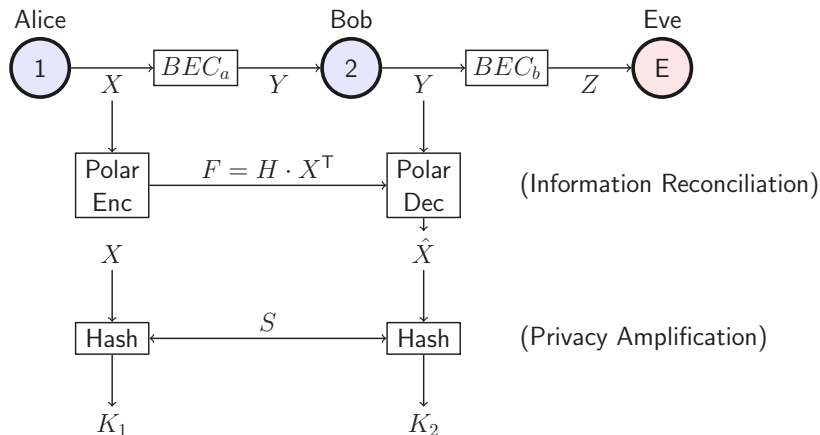 Alice Bob Eve
1 BEC_a 2 BEC_b E
X Y Y Z
Polar Enc F = H · X^T Polar Dec (Information Reconciliation)
X X̂
Hash S Hash (Privacy Amplification)
K_1 K_2